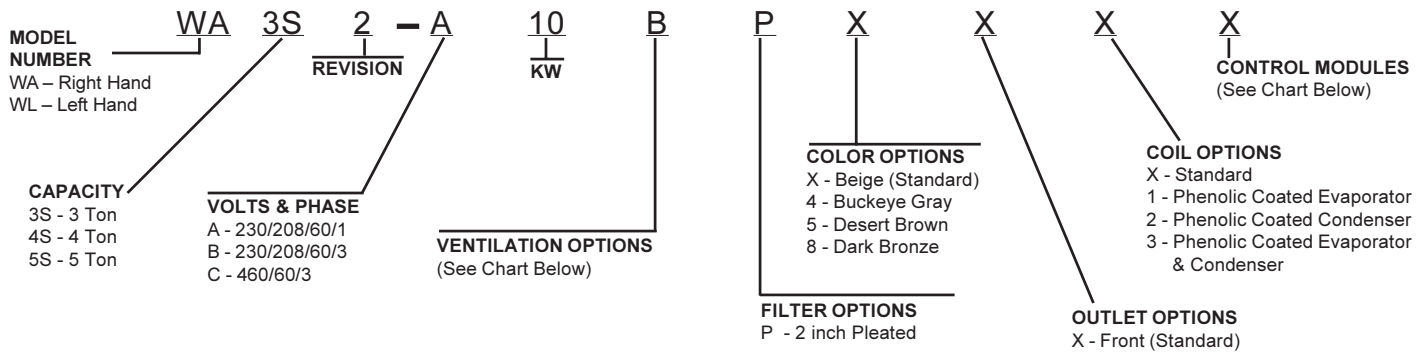 WA 3S 2 – A 10 B P X X X X
MODEL
NUMBER
WA – Right Hand
WL – Left Hand
CAPACITY
3S - 3 Ton
4S - 4 Ton
5S - 5 Ton
REVISION
VOLTS & PHASE
A - 230/208/60/1
B - 230/208/60/3
C - 460/60/3
KW
VENTILATION OPTIONS
(See Chart Below)
FILTER OPTIONS
P - 2 inch Pleated
COLOR OPTIONS
X - Beige (Standard)
4 - Buckeye Gray
5 - Desert Brown
8 - Dark Bronze
OUTLET OPTIONS
X - Front (Standard)
COIL OPTIONS
X - Standard
1 - Phenolic Coated Evaporator
2 - Phenolic Coated Condenser
3 - Phenolic Coated Evaporator
& Condenser
CONTROL MODULES
(See Chart Below)